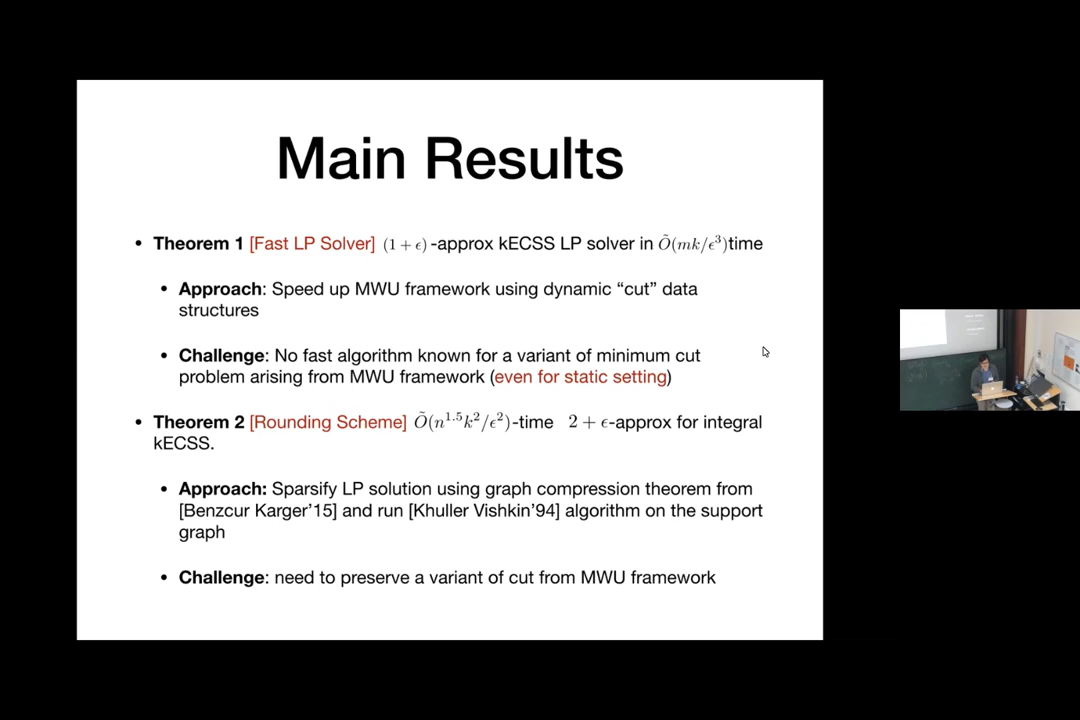 Main Results
• Theorem 1 [Fast LP Solver] (1 + ϵ) -approx kECSS LP solver in Õ(mk/ϵ³)time
• Approach: Speed up MWU framework using dynamic “cut” data
structures
• Challenge: No fast algorithm known for a variant of minimum cut
problem arising from MWU framework (even for static setting)
• Theorem 2 [Rounding Scheme] Õ(n^{1.5}k²/ϵ²)-time 2 + ϵ-approx for integral
kECSS.
• Approach: Sparsify LP solution using graph compression theorem from
[Benzcur Karger’15] and run [Khuller Vishkin’94] algorithm on the support
graph
• Challenge: need to preserve a variant of cut from MWU framework